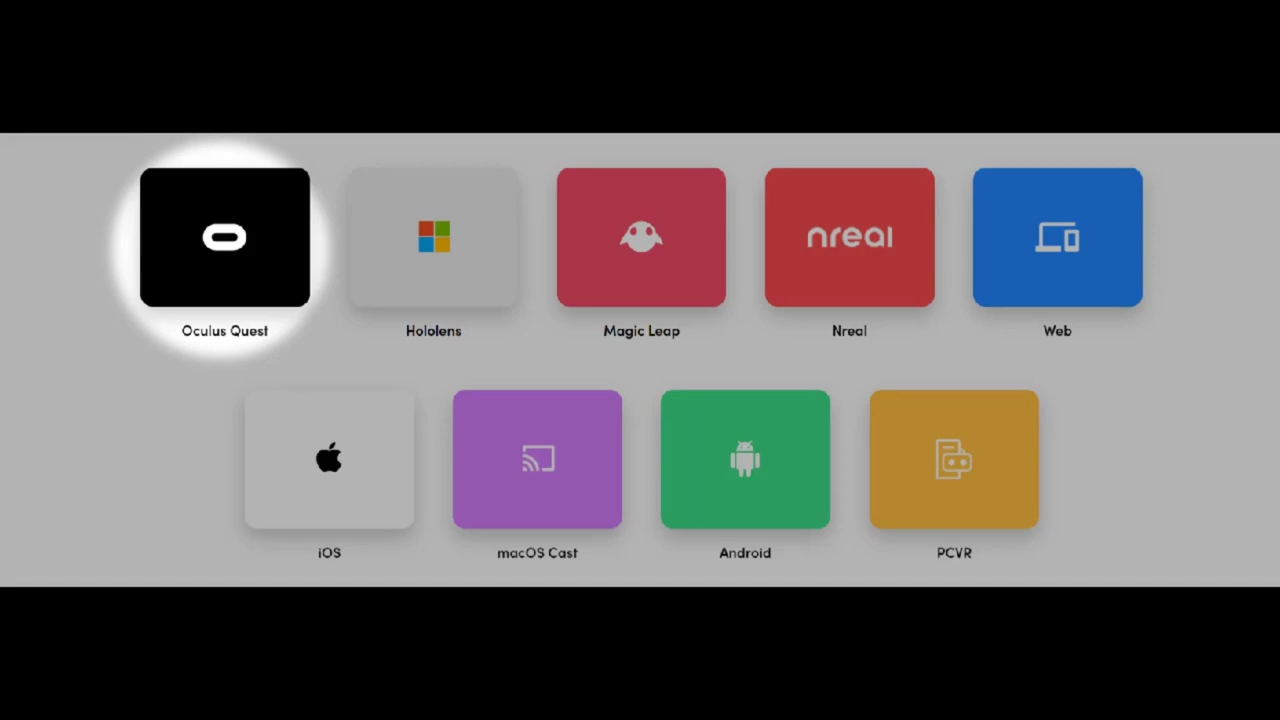 nreal
Oculus Quest
Hololens
Magic Leap
Nreal
Web
iOS
macOS Cast
Android
PCVR